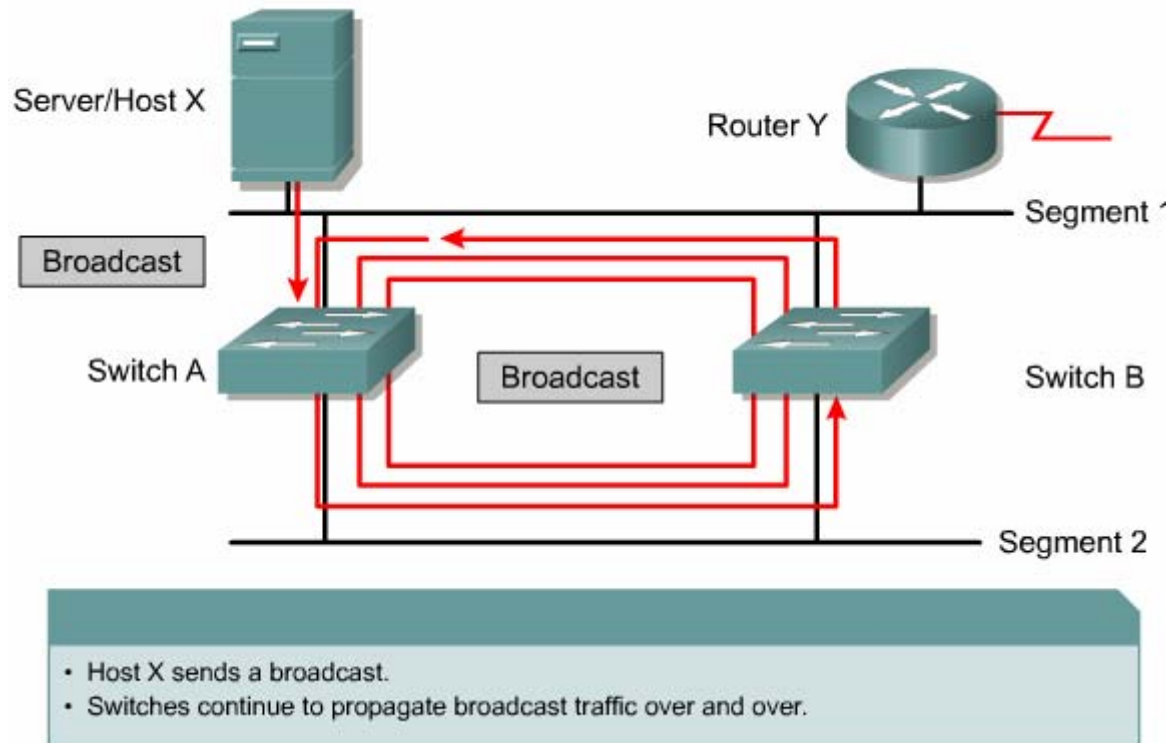 Server/Host X
Router Y
Segment 1
Broadcast
Switch A
Broadcast
Switch B
Segment 2
• Host X sends a broadcast.
• Switches continue to propagate broadcast traffic over and over.